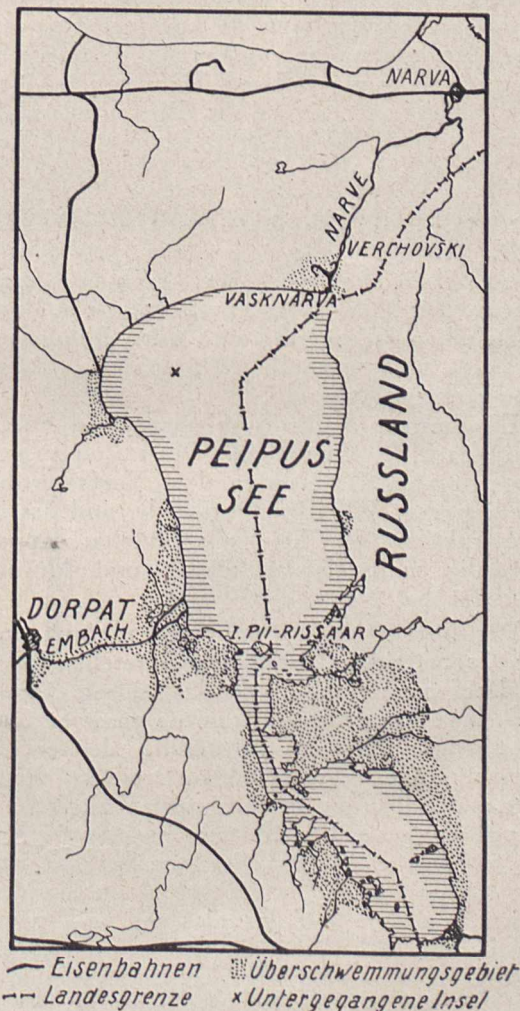 NARVA
NARVE
VERCHOVSKI
VASKNARVA
PEIPUS
SEE
RUSSLAND
DORPAT
EMBACH
I. PII-RISSAAR
Eisenbahnen
Überschwemmungsgebiet
Landesgrenze
Untergegangene Insel